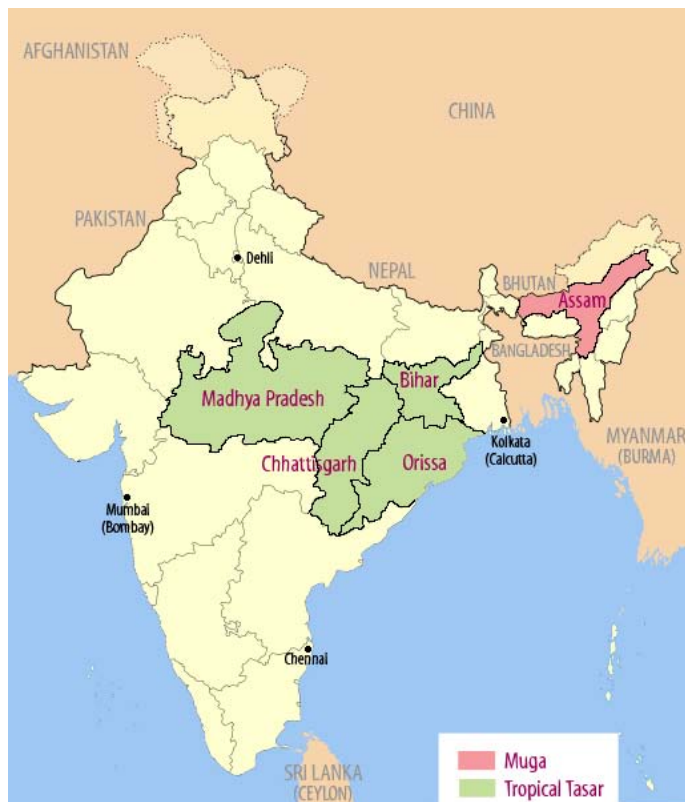 AFGHANISTAN
CHINA
PAKISTAN
Dehli
NEPAL
BHUTAN
Assam
BANGLADESH
Bihar
Madhya Pradesh
Chhattisgarh
Orissa
Kolkata
(Calcutta)
MYANMAR
(BURMA)
Mumbai
(Bombay)
Chennai
SRI LANKA
(CEYLON)
Muga
Tropical Tasar